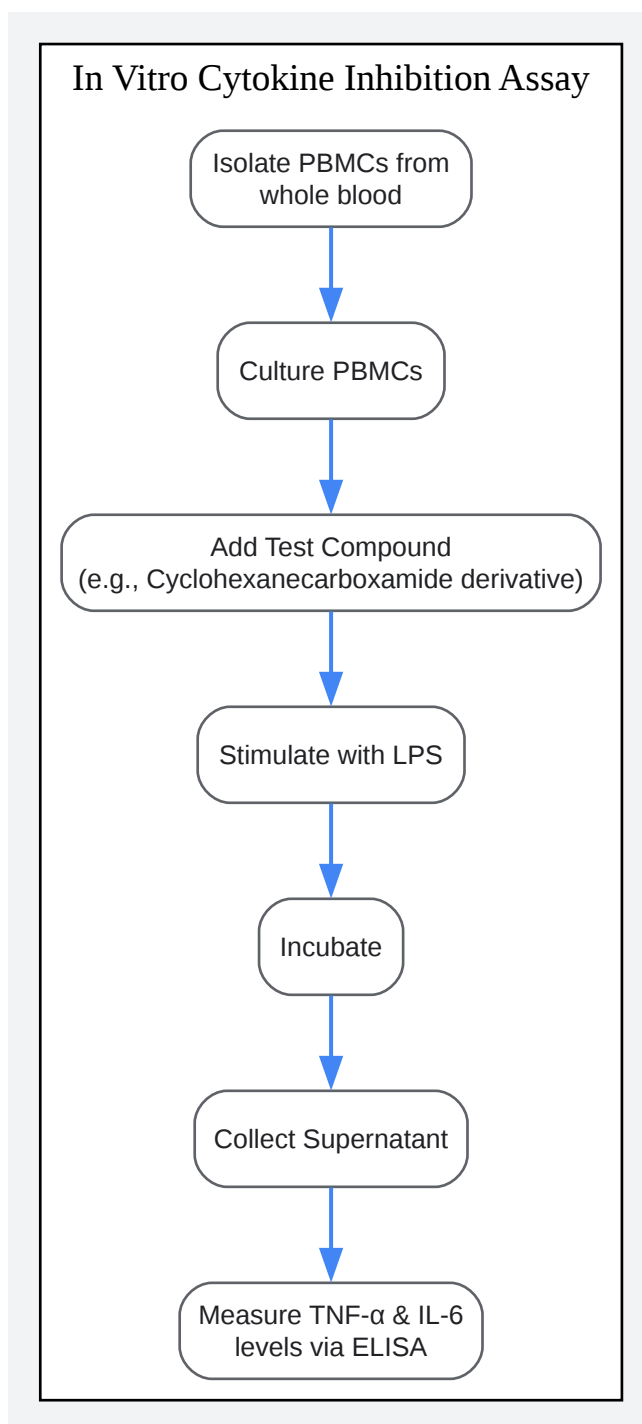 In Vitro Cytokine Inhibition Assay
Isolate PBMCs from
whole blood
Culture PBMCs
Add Test Compound
(e.g., Cyclohexanecarboxamide derivative)
Stimulate with LPS
Incubate
Collect Supernatant
Measure TNF-α & IL-6
levels via ELISA